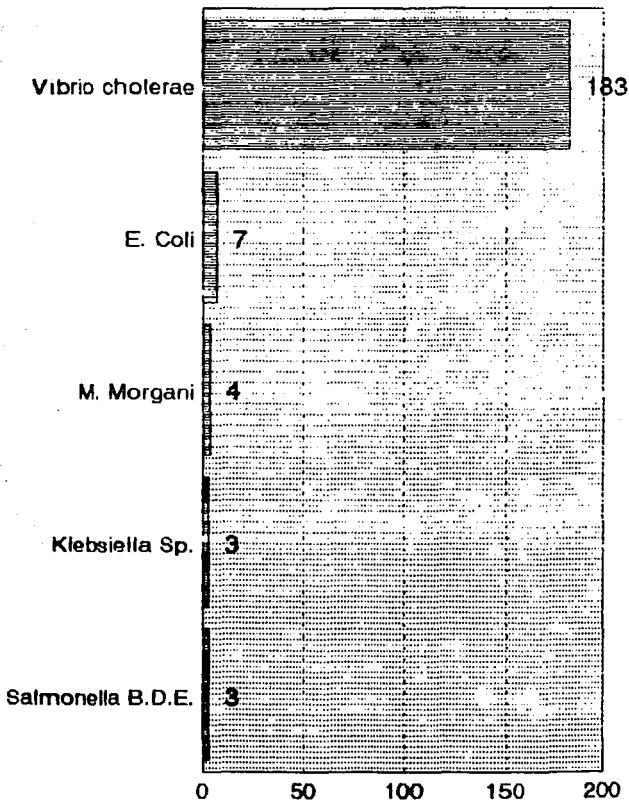 Vibrio cholerae 183
E. Coli 7
M. Morgani 4
Klebsiella Sp. 3
Salmonella B.D.E. 3
0 50 100 150 200